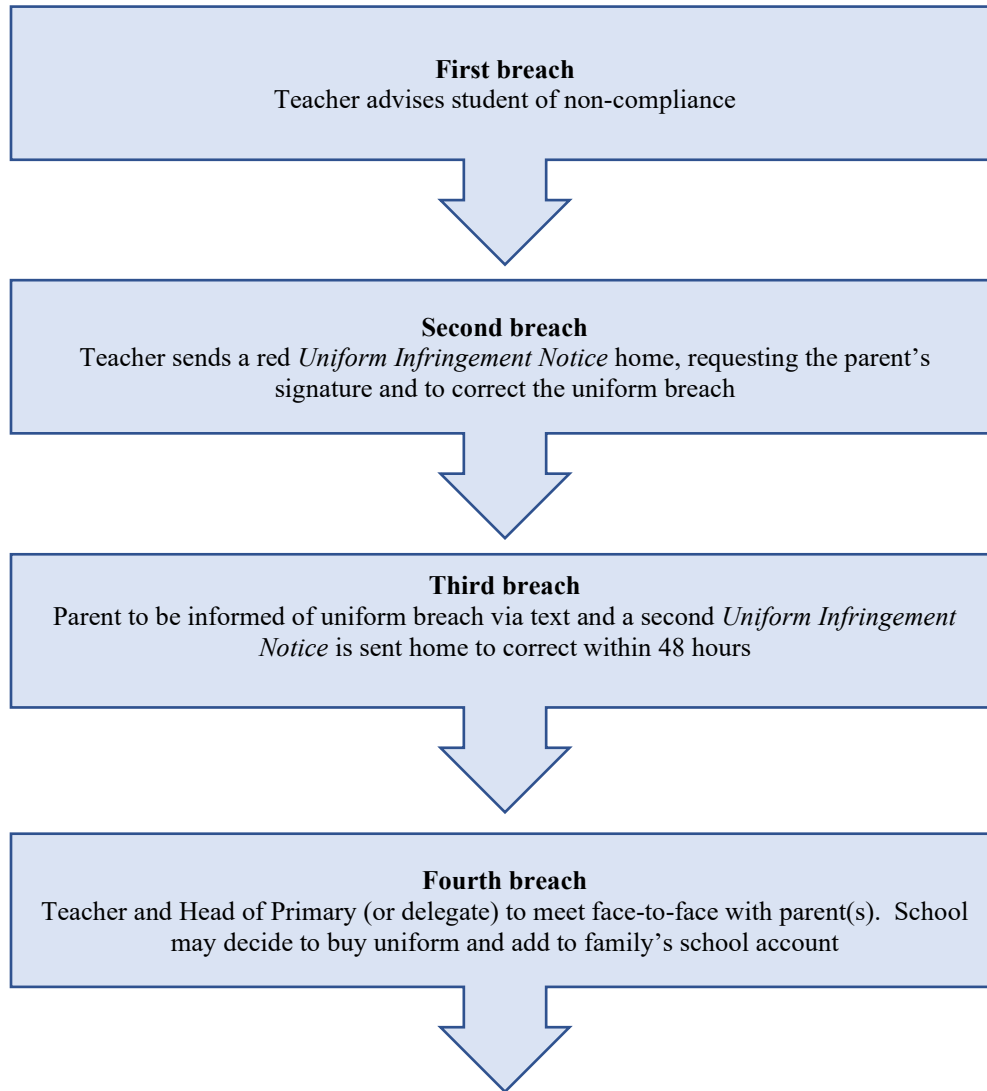 First breach
Teacher advises student of non-compliance
Second breach
Teacher sends a red Uniform Infringement Notice home, requesting the parent’s
signature and to correct the uniform breach
Third breach
Parent to be informed of uniform breach via text and a second Uniform Infringement
Notice is sent home to correct within 48 hours
Fourth breach
Teacher and Head of Primary (or delegate) to meet face-to-face with parent(s).  School
may decide to buy uniform and add to family’s school account